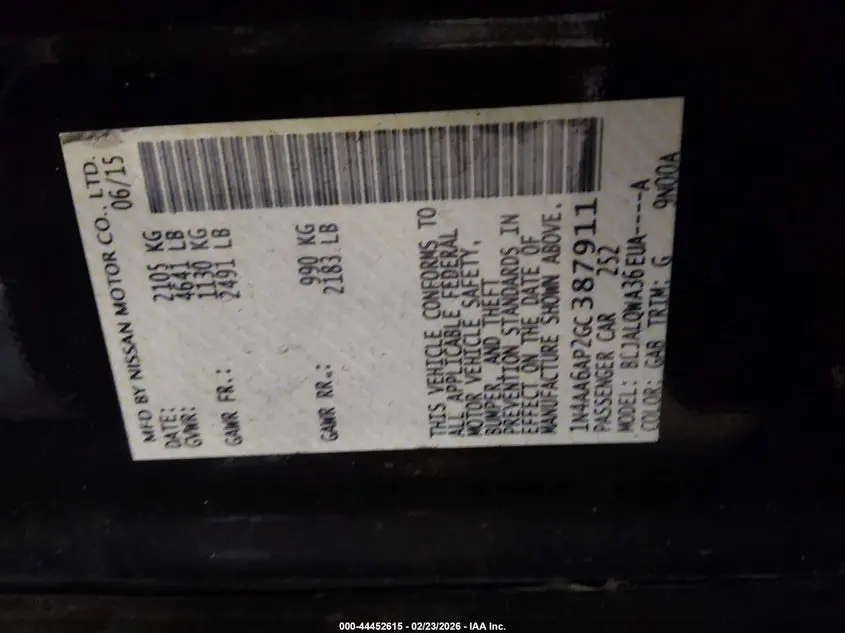 MFD BY NISSAN MOTOR CO., LTD.
DATE: 06/15
GVWR: 2105 KG
4641 LB
GAWR FR.: 1130 KG
2491 LB
GAWR RR.: 990 KG
2183 LB
THIS VEHICLE CONFORMS TO
ALL APPLICABLE FEDERAL
MOTOR VEHICLE SAFETY,
BUMPER, AND THEFT
PREVENTION STANDARDS IN
EFFECT ON THE DATE OF
MANUFACTURE SHOWN ABOVE.
1N4AA6AP2GC387911
PASSENGER CAR 252
MODEL: BLJALQWA36EUA----A
COLOR: GAB TRIM: G 9N00A
000-44452615 - 02/23/2026 - IAA Inc.